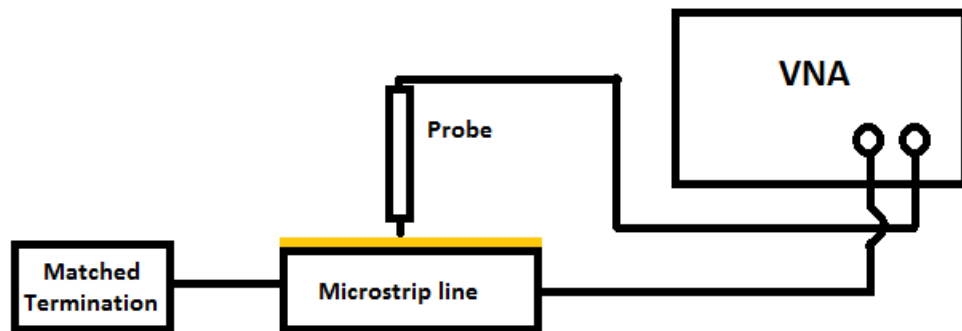 VNA
Probe
Matched
Termination
Microstrip line